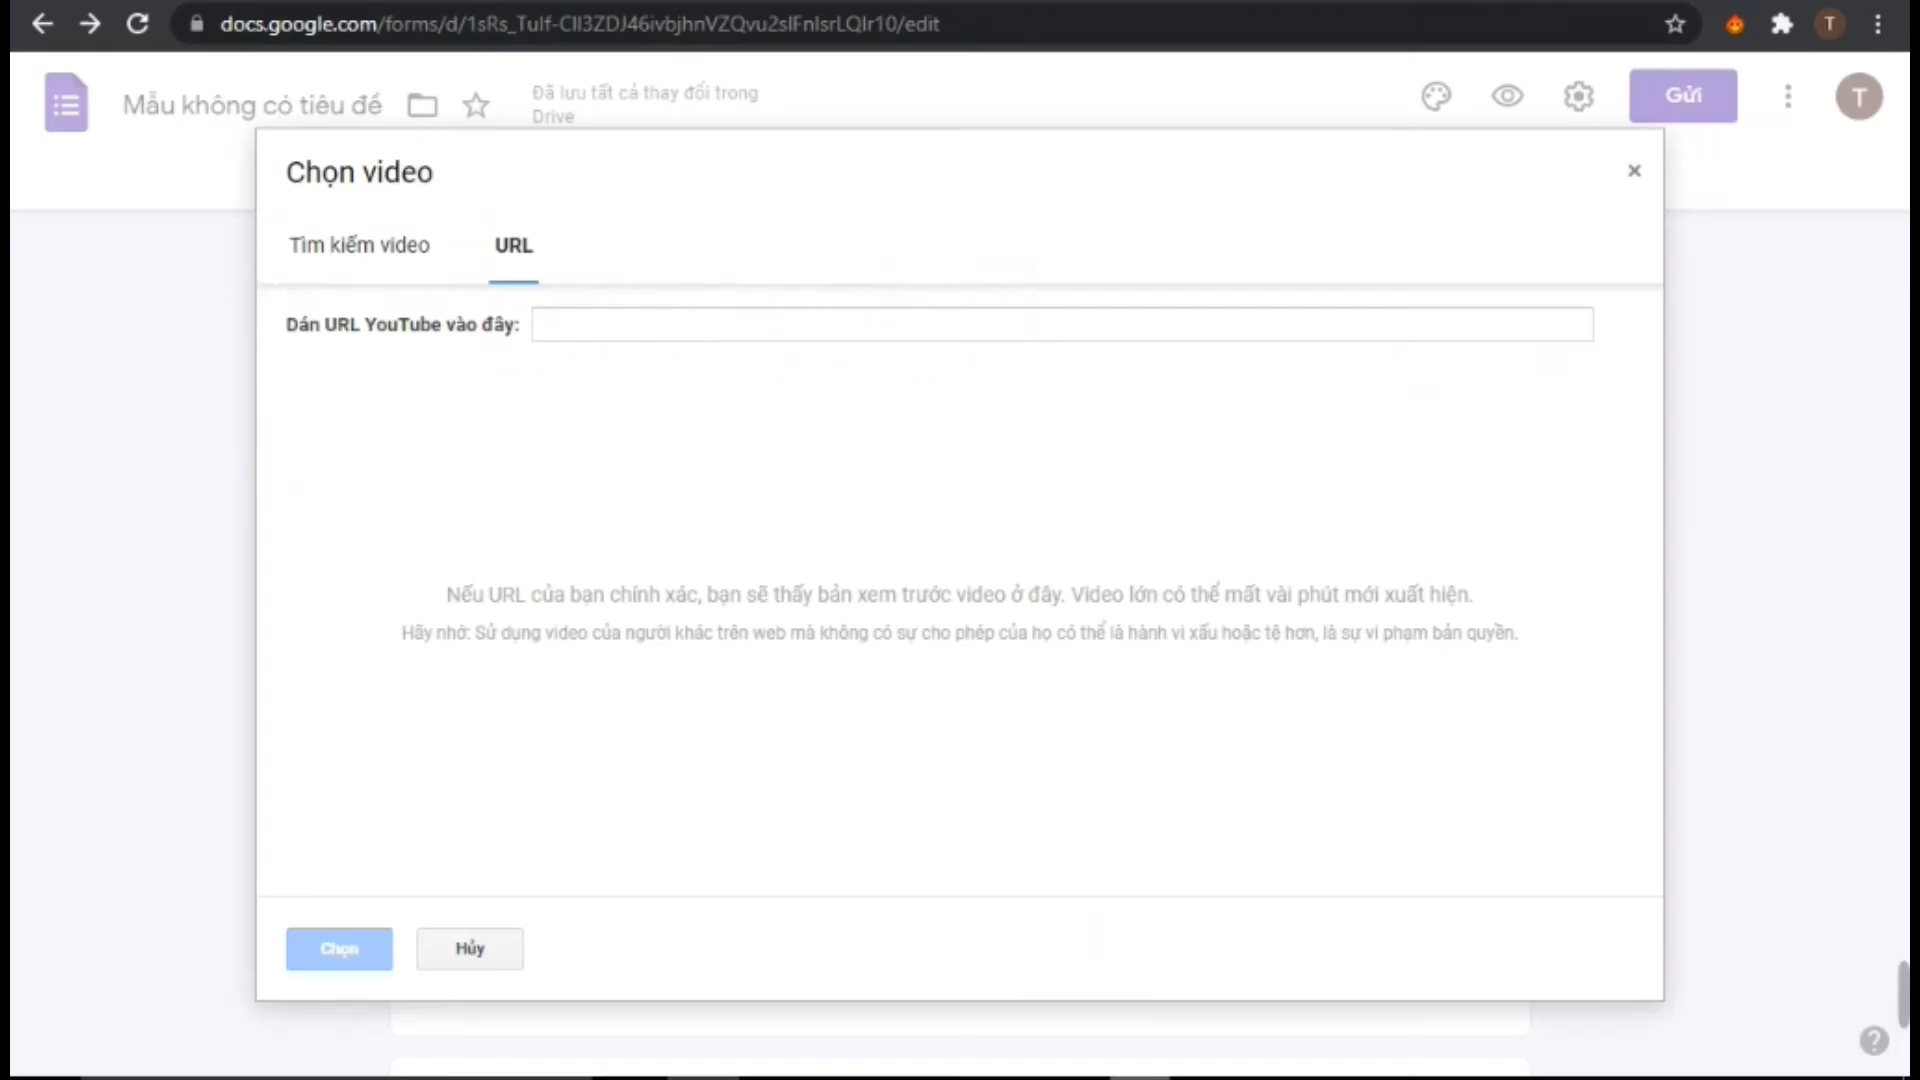 docs.google.com/forms/d/1sRs_Tulf-Cll3ZDJ46ivbjhnVZQvu2slFnlsrLQlr10/edit
T
Mẫu không có tiêu đề
Đã lưu tất cả thay đổi trong
Drive
Gửi
T
Chọn video
Tìm kiếm video
URL
Dán URL YouTube vào đây:
Nếu URL của bạn chính xác, bạn sẽ thấy bản xem trước video ở đây. Video lớn có thể mất vài phút mới xuất hiện.
Hãy nhớ: Sử dụng video của người khác trên web mà không có sự cho phép của họ có thể là hành vi xấu hoặc tệ hơn, là sự vi phạm bản quyền.
Chọn
Hủy